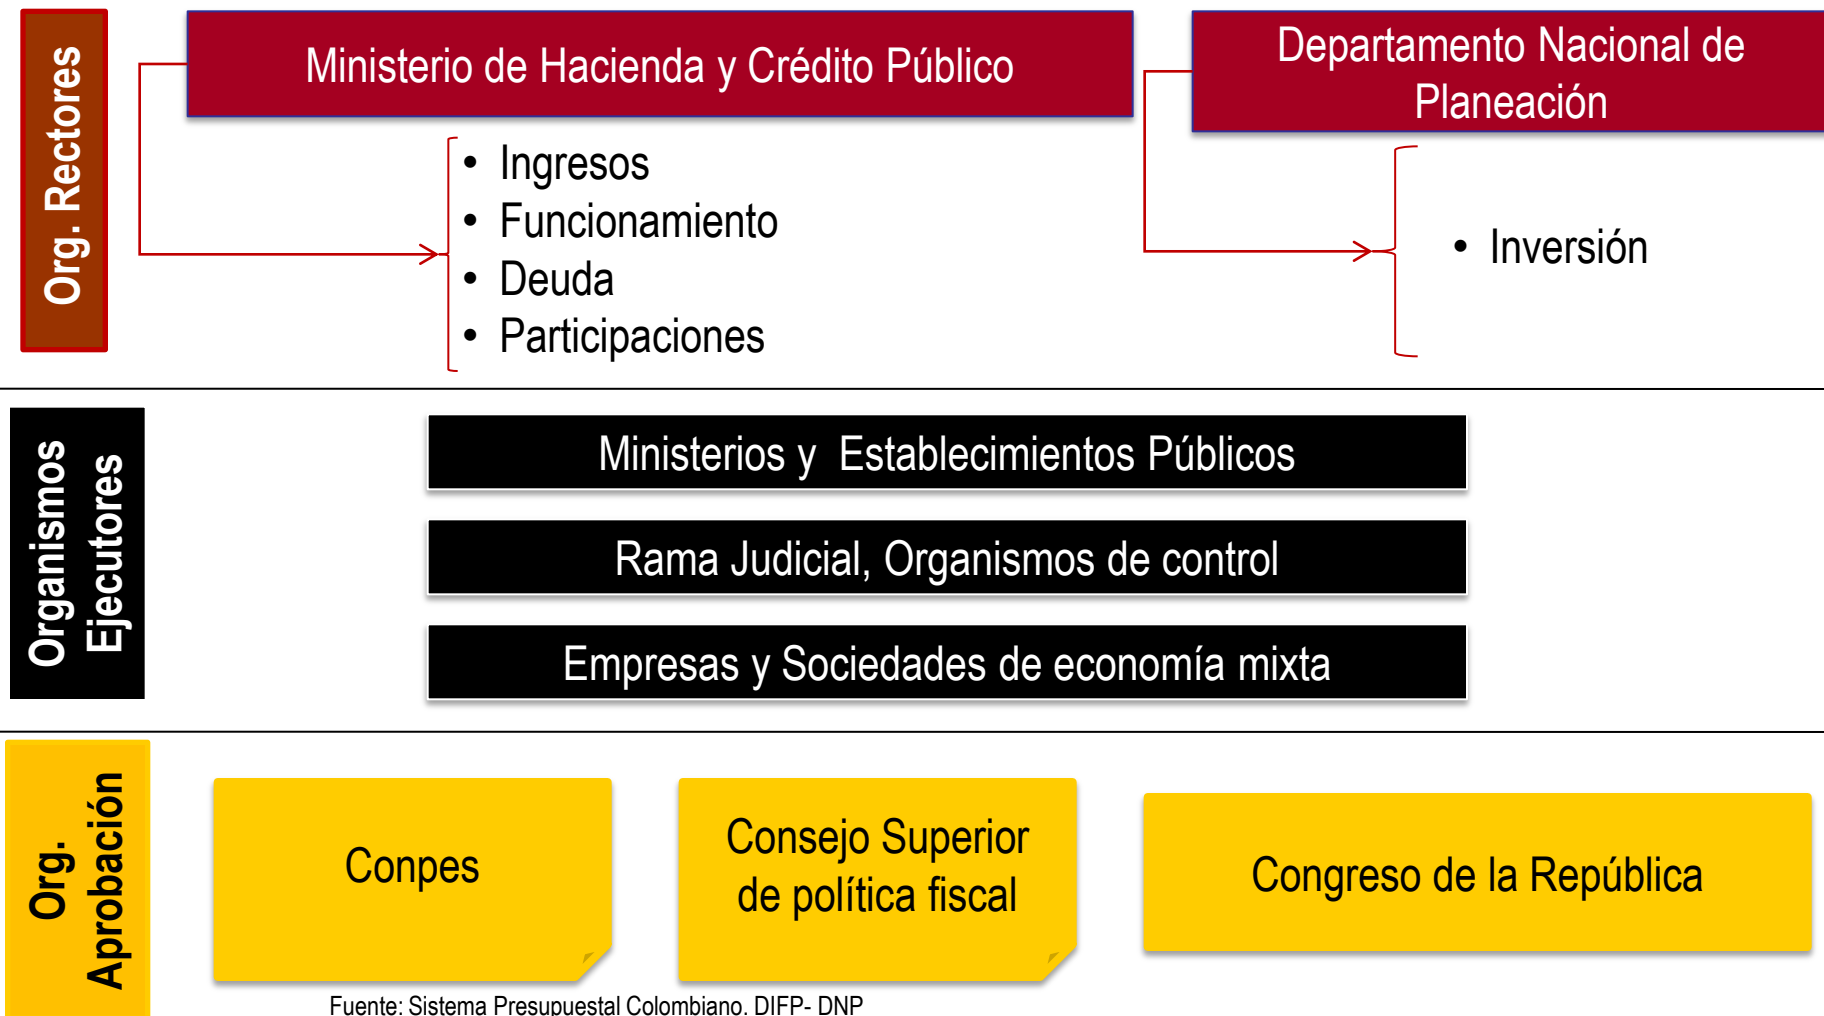 Org. Rectores
Ministerio de Hacienda y Crédito Público
Departamento Nacional de
Planeación
• Ingresos
• Funcionamiento
• Deuda
• Participaciones
• Inversión
Organismos
Ejecutores
Ministerios y  Establecimientos Públicos
Rama Judicial, Organismos de control
Empresas y Sociedades de economía mixta
Org.
Aprobación
Conpes
Consejo Superior
de política fiscal
Congreso de la República
Fuente: Sistema Presupuestal Colombiano. DIFP- DNP